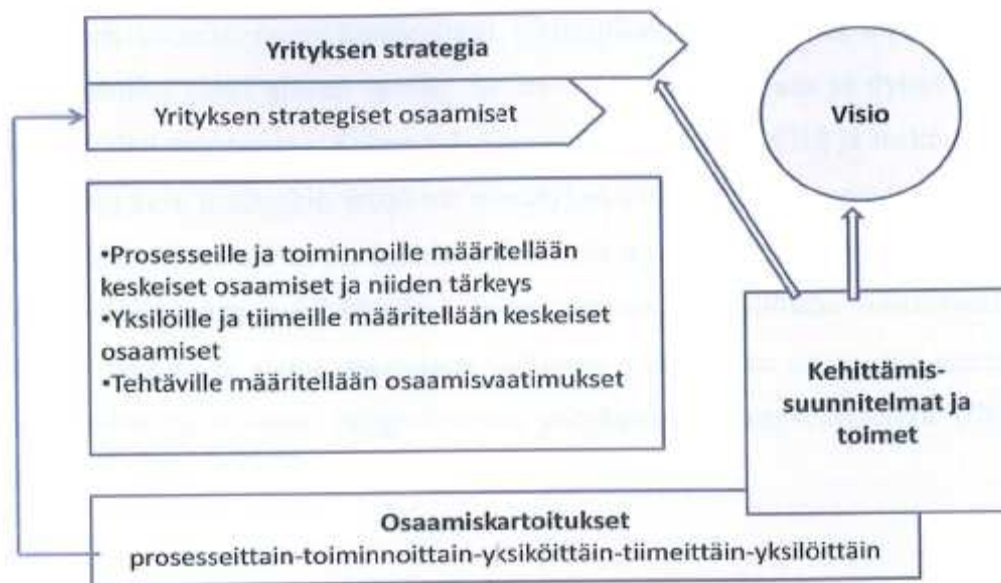 Yrityksen strategia
Yrityksen strategiset osaamiset
Visio
•Prosesseille ja toiminnoille määritellään
keskeiset osaamiset ja niiden tärkeys
•Yksilöille ja tiimeille määritellään keskeiset
osaamiset
•Tehtäville määritellään osaamisvaatimukset
Kehittämis-
suunnitelmat ja
toimet
Osaamiskartoitukset
prosesseittain-toiminnoittain-yksiköittäin-tiimeittäin-yksilöittäin